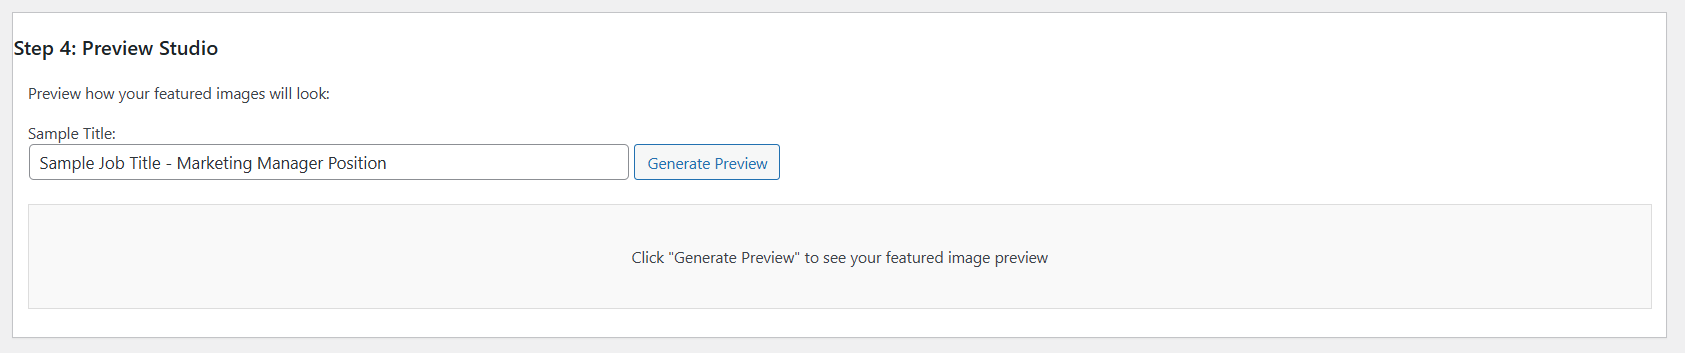 Step 4: Preview Studio
Preview how your featured images will look:
Sample Title:
Sample Job Title - Marketing Manager Position
Generate Preview
Click "Generate Preview" to see your featured image preview